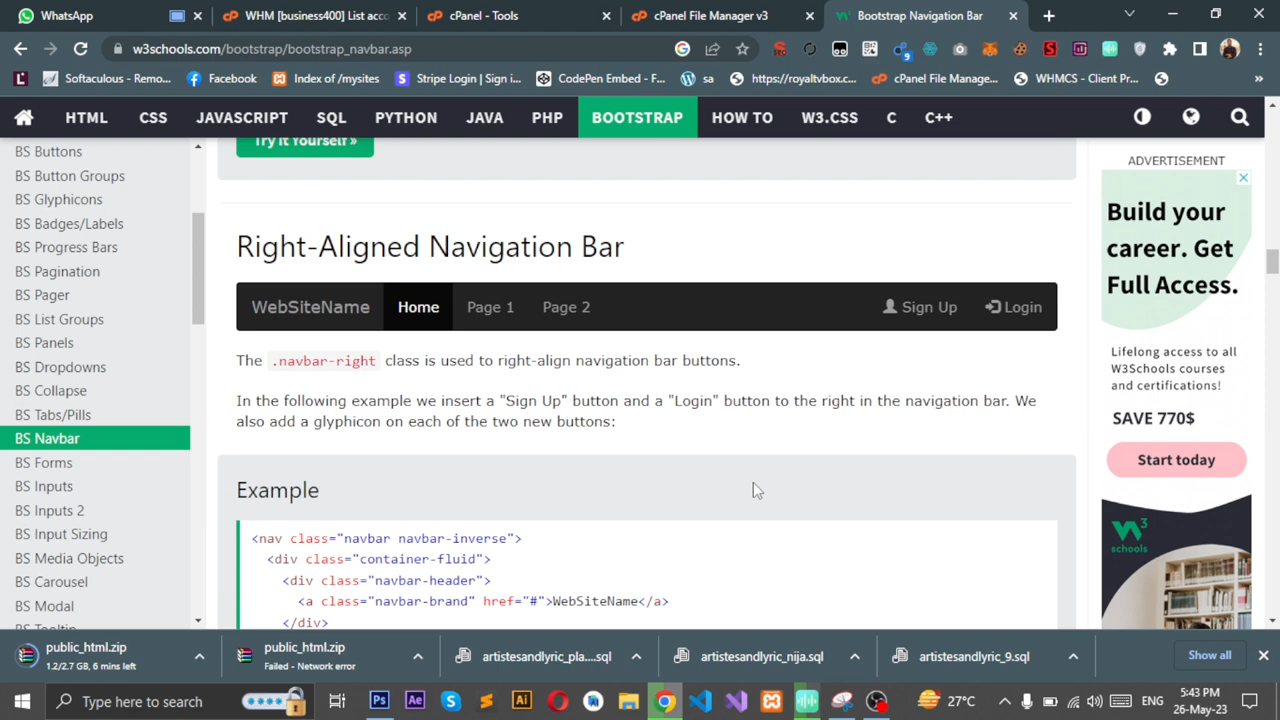 WhatsApp
WHM [business400] List acco
cPanel - Tools
cPanel File Manager v3
Bootstrap Navigation Bar
w3schools.com/bootstrap/bootstrap_navbar.asp
9
Softaculous - Remo...
Facebook
Index of /mysites
Stripe Login | Sign i...
CodePen Embed - F...
sa
https://royaltvbox.c...
cPanel File Manage...
WHMCS - Client Pr...
HTML
CSS
JAVASCRIPT
SQL
PYTHON
JAVA
PHP
BOOTSTRAP
HOW TO
W3.CSS
C
C++
BS Buttons
BS Button Groups
BS Glyphicons
BS Badges/Labels
BS Progress Bars
BS Pagination
BS Pager
BS List Groups
BS Panels
BS Dropdowns
BS Collapse
BS Tabs/Pills
BS Navbar
BS Forms
BS Inputs
BS Inputs 2
BS Input Sizing
BS Media Objects
BS Carousel
BS Modal
BS Tooltip
Try it Yourself »
Right-Aligned Navigation Bar
WebSiteName
Home
Page 1
Page 2
Sign Up
Login
The .navbar-right class is used to right-align navigation bar buttons.
In the following example we insert a "Sign Up" button and a "Login" button to the right in the navigation bar. We
also add a glyphicon on each of the two new buttons:
Example
<nav class="navbar navbar-inverse">
<div class="container-fluid">
<div class="navbar-header">
<a class="navbar-brand" href="#">WebSiteName</a>
</div>
ADVERTISEMENT
Build your
career. Get
Full Access.
Lifelong access to all
W3Schools courses
and certifications!
SAVE 770$
Start today
W3
schools
public_html.zip
1.2/2.7 GB, 6 mins left
public_html.zip
Failed - Network error
artistesandlyric_pla....sql
artistesandlyric_nija.sql
artistesandlyric_9.sql
Show all
Type here to search
27°C
ENG
5:43 PM
26-May-23